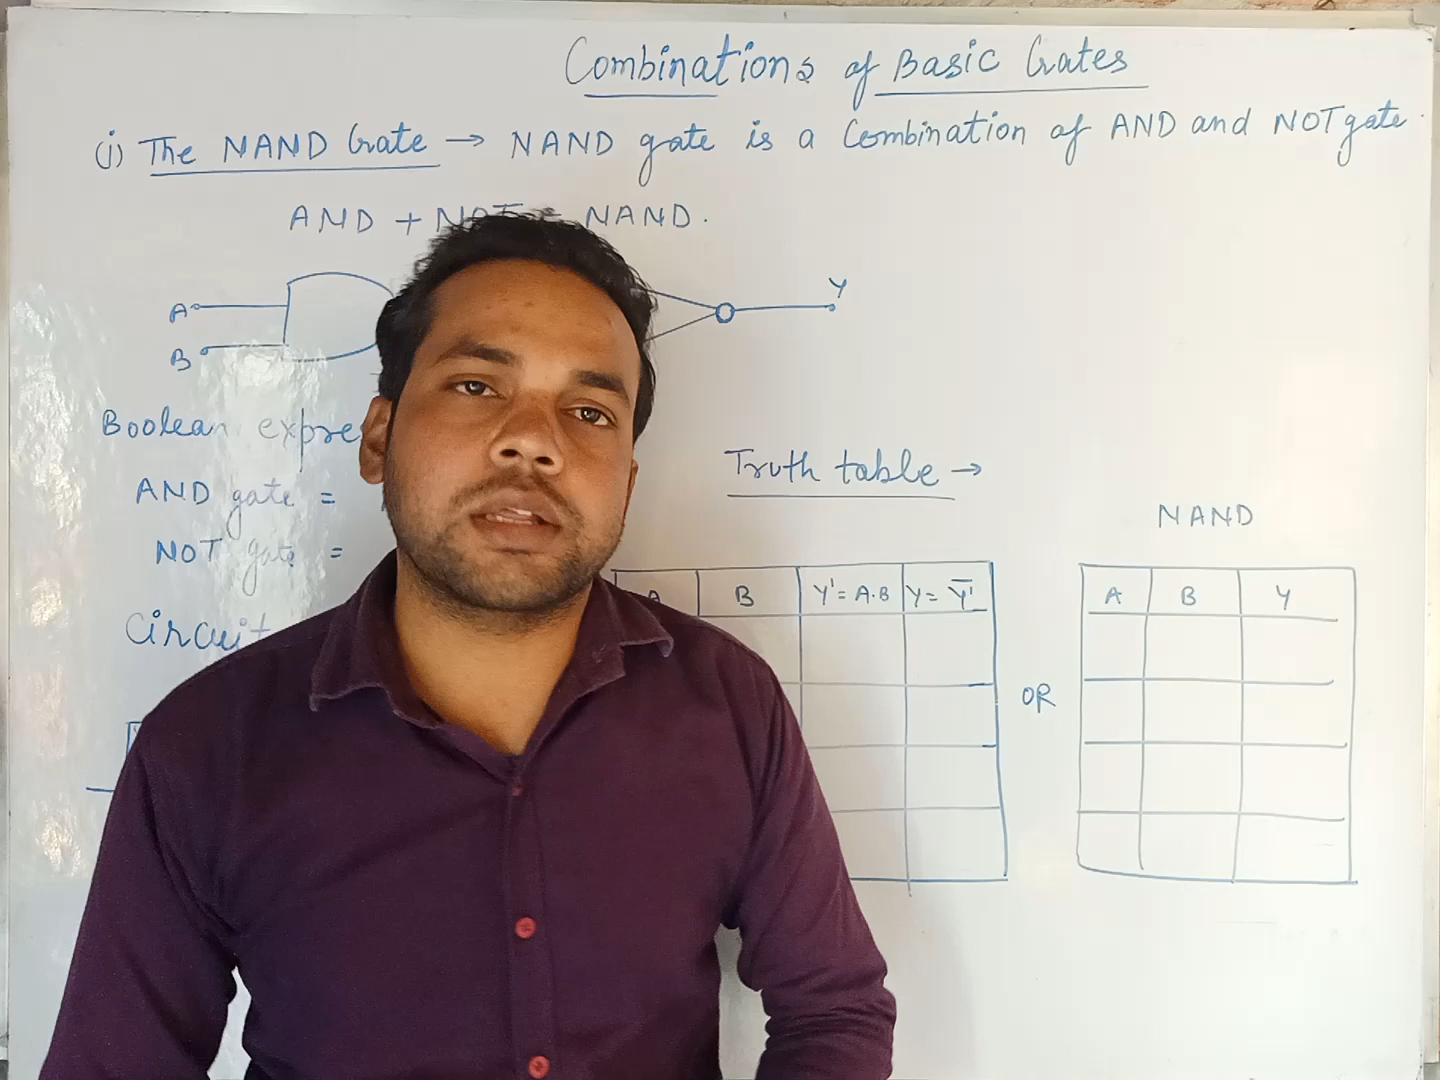 Combinations of Basic Gates
(i) The NAND Gate → NAND gate is a Combination of AND and NOT gate.
AND + NOT = NAND.
A
B
Y
Boolean
AND gate =
NOT gate =
Circuit
Truth table →
A B Y' = A.B Y = Y̅'̅
OR
NAND
A B Y